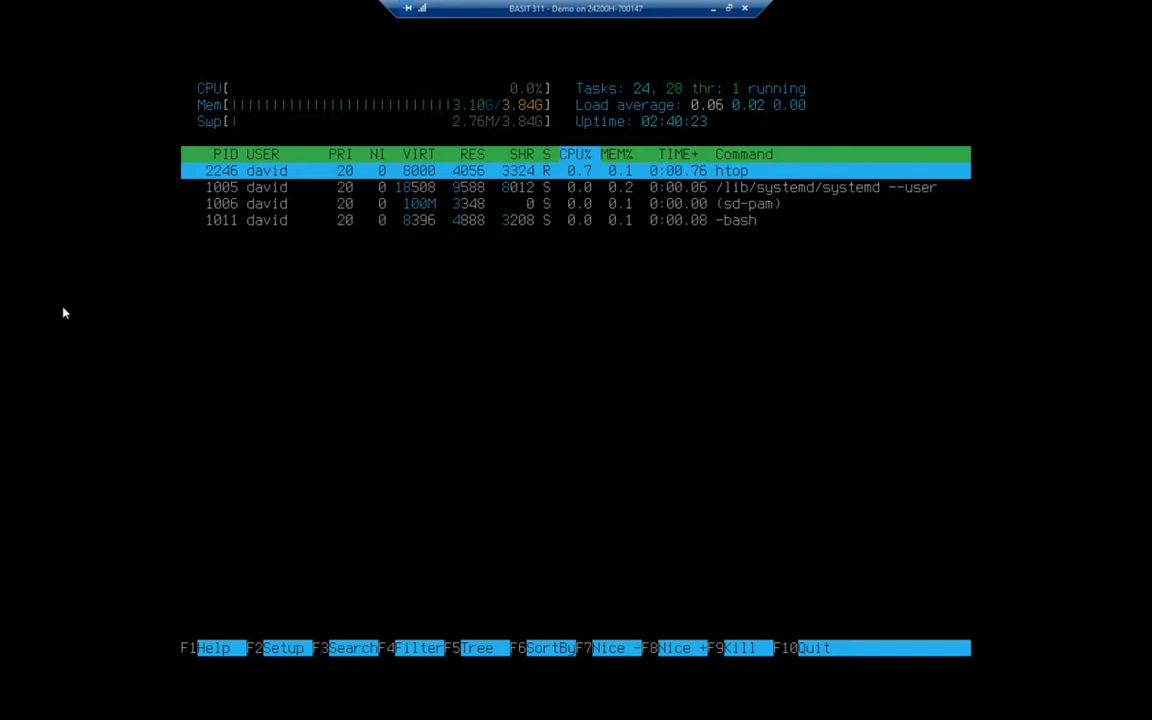 BASIT 311 - Demo on 24200H-700147
CPU[ 0.0%] Tasks: 24, 28 thr; 1 running
Mem[||||||||||||||||||||||||||||3.10G/3.84G] Load average: 0.06 0.02 0.00
Swp[| 2.76M/3.84G] Uptime: 02:40:23
PID USER PRI NI VIRT RES SHR S CPU% MEM% TIME+ Command
2246 david 20 0 8000 4056 3324 R 0.7 0.1 0:00.76 htop
1005 david 20 0 18508 9588 8012 S 0.0 0.2 0:00.06 /lib/systemd/systemd --user
1006 david 20 0 100M 3348 0 S 0.0 0.1 0:00.00 (sd-pam)
1011 david 20 0 8396 4888 3208 S 0.0 0.1 0:00.08 -bash
F1Help F2Setup F3SearchF4FilterF5Tree F6SortByF7Nice -F8Nice +F9Kill F10Quit